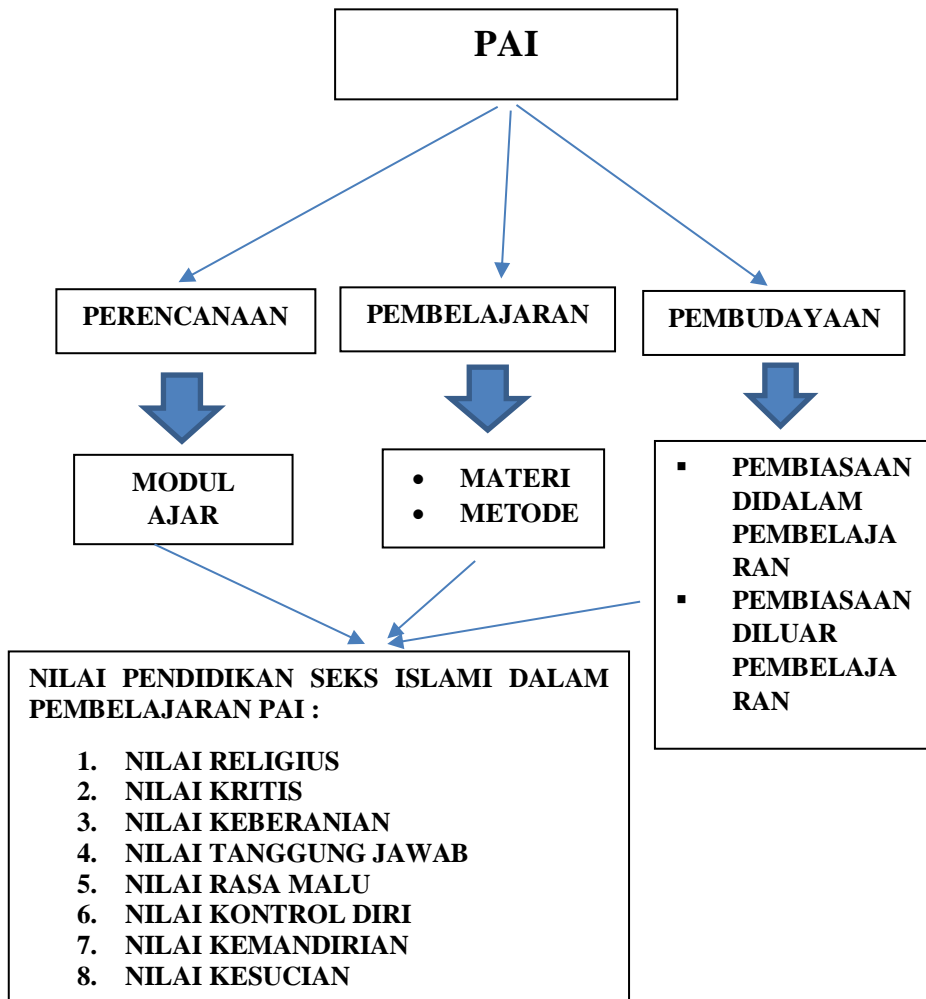 PAI
PERENCANAAN
PEMBELAJARAN
PEMBUDAYAAN
MODUL
AJAR
• MATERI
• METODE
▪ PEMBIASAAN
DIDALAM
PEMBELAJA
RAN
▪ PEMBIASAAN
DILUAR
PEMBELAJA
RAN
NILAI PENDIDIKAN SEKS ISLAMI DALAM
PEMBELAJARAN PAI :
1. NILAI RELIGIUS
2. NILAI KRITIS
3. NILAI KEBERANIAN
4. NILAI TANGGUNG JAWAB
5. NILAI RASA MALU
6. NILAI KONTROL DIRI
7. NILAI KEMANDIRIAN
8. NILAI KESUCIAN